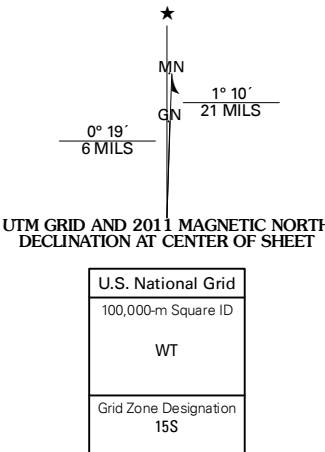 ★
MN
1° 10´
21 MILS
GN
0° 19´
6 MILS
UTM GRID AND 2011 MAGNETIC NORTH
DECLINATION AT CENTER OF SHEET
U.S. National Grid
100,000-m Square ID
WT
Grid Zone Designation
15S